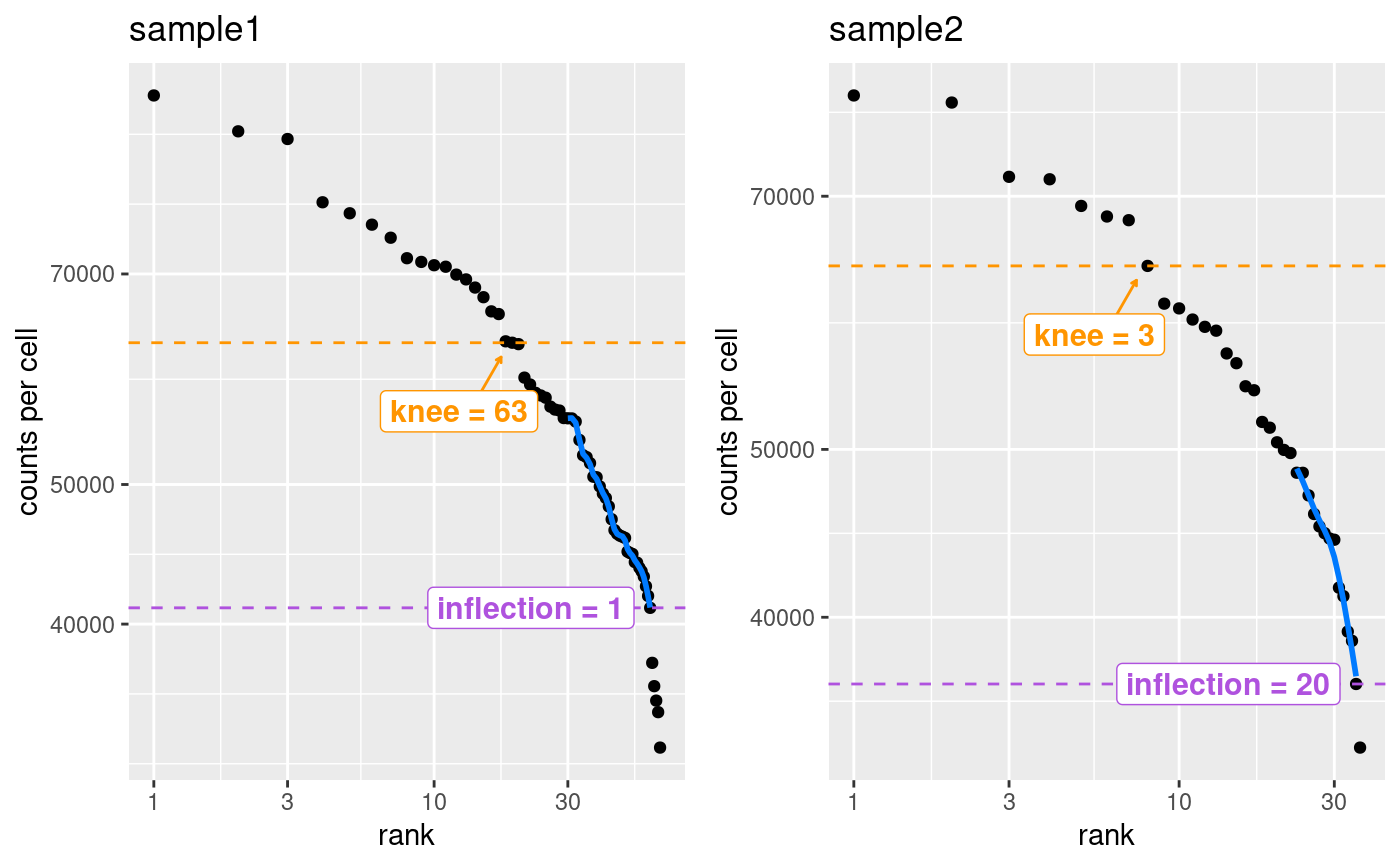 sample1
counts per cell
70000
50000
40000
knee = 63
inflection = 1
1
3
10
30
rank
sample2
counts per cell
70000
50000
40000
knee = 3
inflection = 20
1
3
10
30
rank